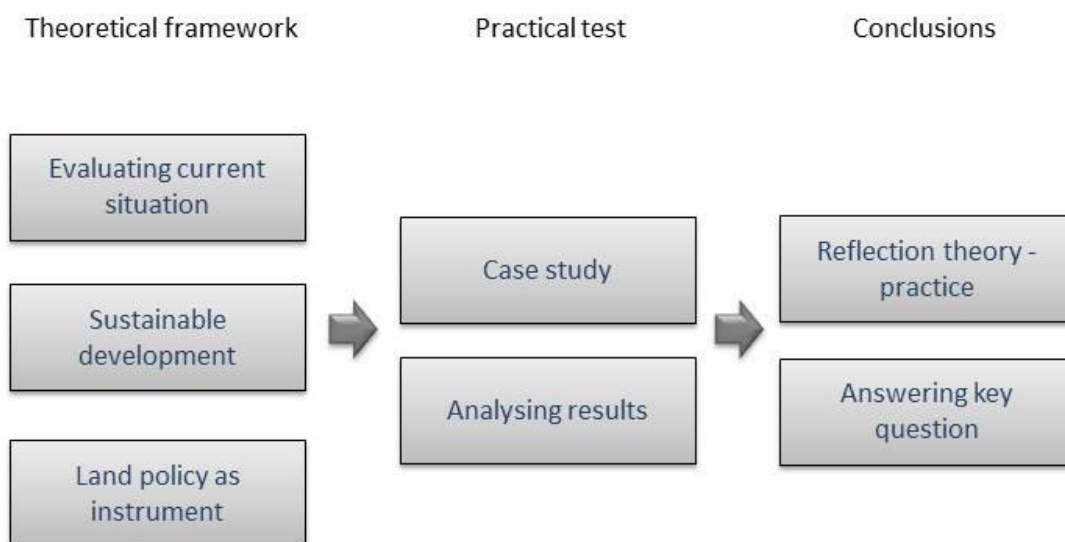 Theoretical framework
Practical test
Conclusions
Evaluating current
situation
Sustainable
development
Land policy as
instrument
Case study
Analysing results
Reflection theory -
practice
Answering key
question